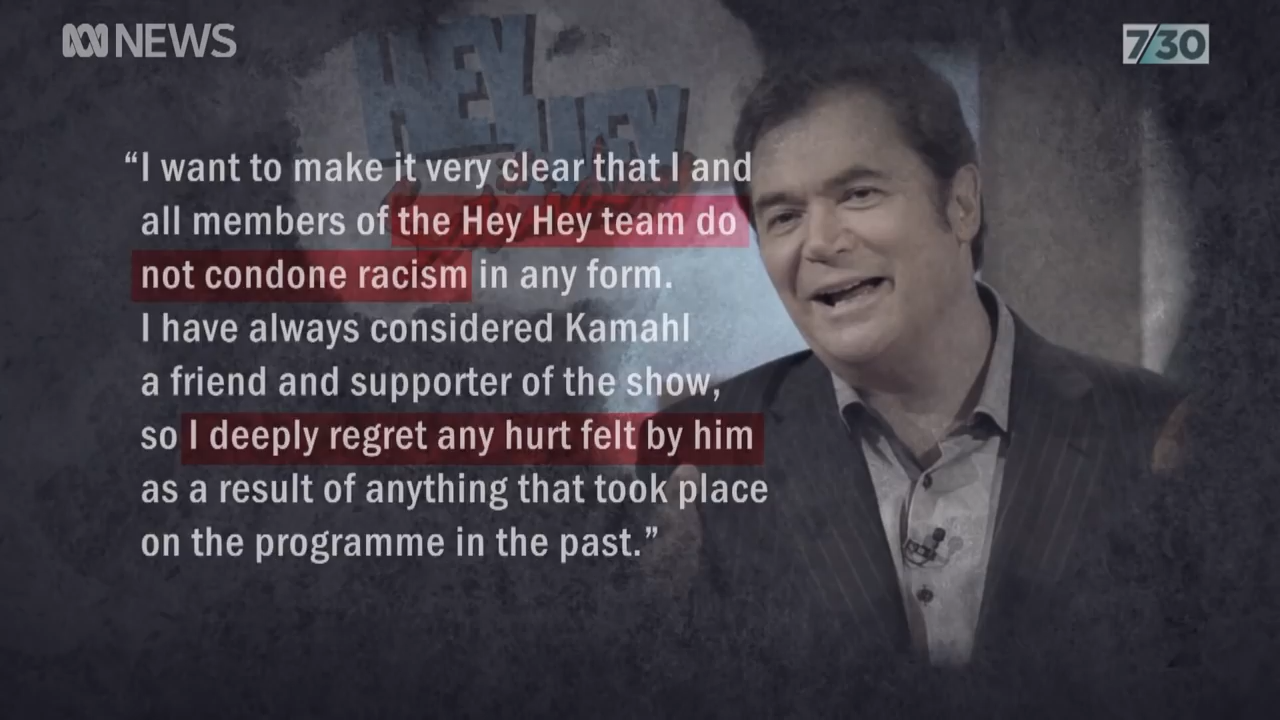 NEWS
7/30
HEY
HEY
“I want to make it very clear that I and
all members of the Hey Hey team do
not condone racism in any form.
I have always considered Kamahl
a friend and supporter of the show,
so I deeply regret any hurt felt by him
as a result of anything that took place
on the programme in the past.”